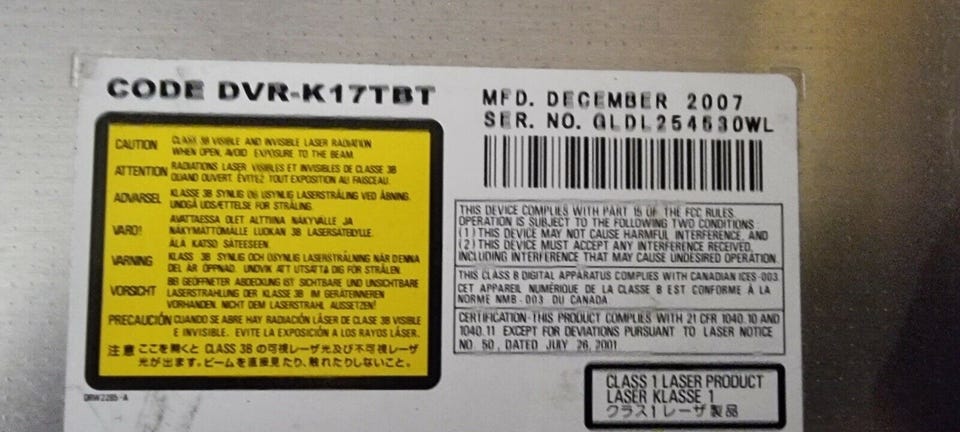 CODE DVR-K17TBT
MFD. DECEMBER 2007
SER. NO. GLDL254630WL
CAUTION CLASS 3B VISIBLE AND INVISIBLE LASER RADIATION
WHEN OPEN, AVOID EXPOSURE TO THE BEAM.
ATTENTION RADIATIONS LASER VISIBLES ET INVISIBLES DE CLASSE 3B
QUAND OUVERT. ÉVITEZ TOUT EXPOSITION AU FAISCEAU.
ADVARSEL KLASSE 3B SYNLIG OG USYNLIG LASERSTRÅLING VED ÅBNING.
UNDGÅ UDSÆTTELSE FOR STRÅLING.
VARO! AVATTAESSA OLET ALTTIINA NÄKYVÄLLE JA
NÄKYMÄTTÖMÄLLE LUOKAN 3B LASERSÄTEILYLLE.
ÄLÄ KATSO SÄTEESEEN.
VARNING KLASS 3B SYNLIG OCH OSYNLIG LASERSTRÅLNING NÄR DENNA
DEL ÄR ÖPPNAD. UNDVIK ATT UTSÄTTA DIG FÖR STRÅLEN.
VORSICHT BEI GEÖFFNETER ABDECKUNG IST SICHTBARE UND UNSICHTBARE
LASERSTRAHLUNG DER KLASSE 3B IM GERÄTEINNEREN
VORHANDEN. NICHT DEM LASERSTRAHL AUSSETZEN!
PRECAUCIÓN CUANDO SE ABRE HAY RADIACIÓN LÁSER DE CLASE 3B VISIBLE
E INVISIBLE. EVITE LA EXPOSICIÓN A LOS RAYOS LÁSER.
注意 ここを開くと CLASS 3B の可視レーザ光及び不可視レーザ
光が出ます。ビームを直接見たり、触れたりしないこと。
DRW2285-A
THIS DEVICE COMPLIES WITH PART 15 OF THE FCC RULES.
OPERATION IS SUBJECT TO THE FOLLOWING TWO CONDITIONS
(1) THIS DEVICE MAY NOT CAUSE HARMFUL INTERFERENCE, AND
(2) THIS DEVICE MUST ACCEPT ANY INTERFERENCE RECEIVED,
INCLUDING INTERFERENCE THAT MAY CAUSE UNDESIRED OPERATION.
THIS CLASS B DIGITAL APPARATUS COMPLIES WITH CANADIAN ICES-003
CET APPAREIL NUMÉRIQUE DE LA CLASSE B EST CONFORME À LA
NORME NMB-003 DU CANADA
CERTIFICATION-THIS PRODUCT COMPLIES WITH 21 CFR 1040.10 AND
1040.11 EXCEPT FOR DEVIATIONS PURSUANT TO LASER NOTICE
NO. 50, DATED JULY 26, 2001
CLASS 1 LASER PRODUCT
LASER KLASSE 1
クラス1レーザ製品